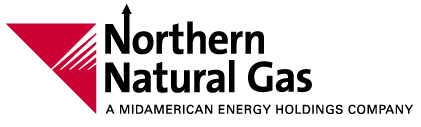 Northern
Natural Gas
A MIDAMERICAN ENERGY HOLDINGS COMPANY